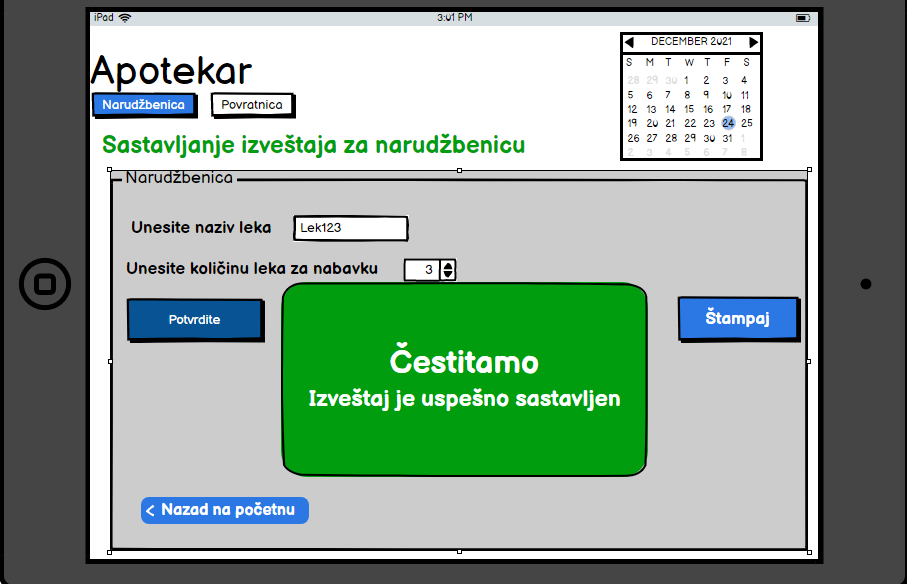 iPad
3:01 PM
Apotekar
DECEMBER 2021
S M T W T F S
28 29 30 1 2 3 4
5 6 7 8 9 10 11
12 13 14 15 16 17 18
19 20 21 22 23 24 25
26 27 28 29 30 31 1
2 3 4 5 6 7 8
Narudžbenica Povratnica
Sastavljanje izveštaja za narudžbenicu
Narudžbenica
Unesite naziv leka Lek123
Unesite količinu leka za nabavku 3
Potvrdite
Štampaj
Čestitamo
Izveštaj je uspešno sastavljen
< Nazad na početnu